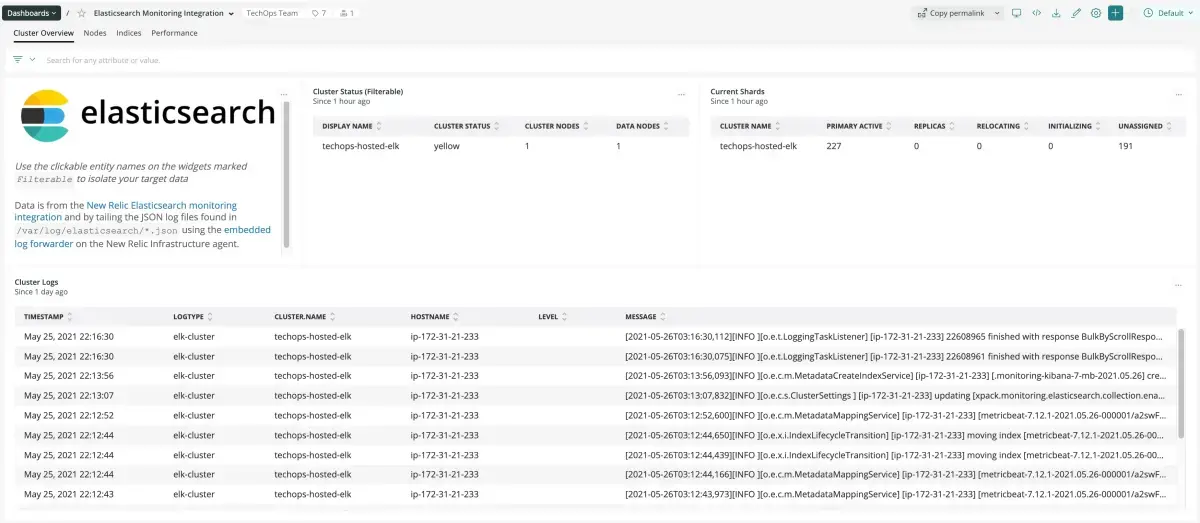 Dashboards / Elasticsearch Monitoring Integration TechOps Team 7 1 Copy permalink Default
Cluster Overview Nodes Indices Performance
Search for any attribute or value.
elasticsearch
Use the clickable entity names on the widgets marked
Filterable to isolate your target data
Data is from the New Relic Elasticsearch monitoring
integration and by tailing the JSON log files found in
/var/log/elasticsearch/*.json using the embedded
log forwarder on the New Relic Infrastructure agent.
Cluster Status (Filterable)
Since 1 hour ago
DISPLAY NAME CLUSTER STATUS CLUSTER NODES DATA NODES
techops-hosted-elk yellow 1 1
Current Shards
Since 1 hour ago
CLUSTER NAME PRIMARY ACTIVE REPLICAS RELOCATING INITIALIZING UNASSIGNED
techops-hosted-elk 227 0 0 0 191
Cluster Logs
Since 1 day ago
TIMESTAMP LOGTYPE CLUSTER.NAME HOSTNAME LEVEL MESSAGE
May 25, 2021 22:16:30 elk-cluster techops-hosted-elk ip-172-31-21-233 [2021-05-26T03:16:30,112][INFO ][o.e.t.LoggingTaskListener] [ip-172-31-21-233] 22608965 finished with response BulkByScrollRespo...
May 25, 2021 22:16:30 elk-cluster techops-hosted-elk ip-172-31-21-233 [2021-05-26T03:16:30,075][INFO ][o.e.t.LoggingTaskListener] [ip-172-31-21-233] 22608961 finished with response BulkByScrollRespo...
May 25, 2021 22:13:56 elk-cluster techops-hosted-elk ip-172-31-21-233 [2021-05-26T03:13:56,093][INFO ][o.e.c.m.MetadataCreateIndexService] [ip-172-31-21-233] [.monitoring-kibana-7-mb-2021.05.26] cre...
May 25, 2021 22:13:07 elk-cluster techops-hosted-elk ip-172-31-21-233 [2021-05-26T03:13:07,832][INFO ][o.e.c.s.ClusterSettings ] [ip-172-31-21-233] updating [xpack.monitoring.elasticsearch.collection.ena...
May 25, 2021 22:12:52 elk-cluster techops-hosted-elk ip-172-31-21-233 [2021-05-26T03:12:52,600][INFO ][o.e.c.m.MetadataMappingService] [ip-172-31-21-233] [metricbeat-7.12.1-2021.05.26-000001/a2swF...
May 25, 2021 22:12:44 elk-cluster techops-hosted-elk ip-172-31-21-233 [2021-05-26T03:12:44,650][INFO ][o.e.x.i.IndexLifecycleTransition] [ip-172-31-21-233] moving index [metricbeat-7.12.1-2021.05.26-00...
May 25, 2021 22:12:44 elk-cluster techops-hosted-elk ip-172-31-21-233 [2021-05-26T03:12:44,439][INFO ][o.e.x.i.IndexLifecycleTransition] [ip-172-31-21-233] moving index [metricbeat-7.12.1-2021.05.26-00...
May 25, 2021 22:12:44 elk-cluster techops-hosted-elk ip-172-31-21-233 [2021-05-26T03:12:44,166][INFO ][o.e.c.m.MetadataMappingService] [ip-172-31-21-233] [metricbeat-7.12.1-2021.05.26-000001/a2swF...
May 25, 2021 22:12:43 elk-cluster techops-hosted-elk ip-172-31-21-233 [2021-05-26T03:12:43,973][INFO ][o.e.c.m.MetadataMappingService] [ip-172-31-21-233] [metricbeat-7.12.1-2021.05.26-000001/a2swF...